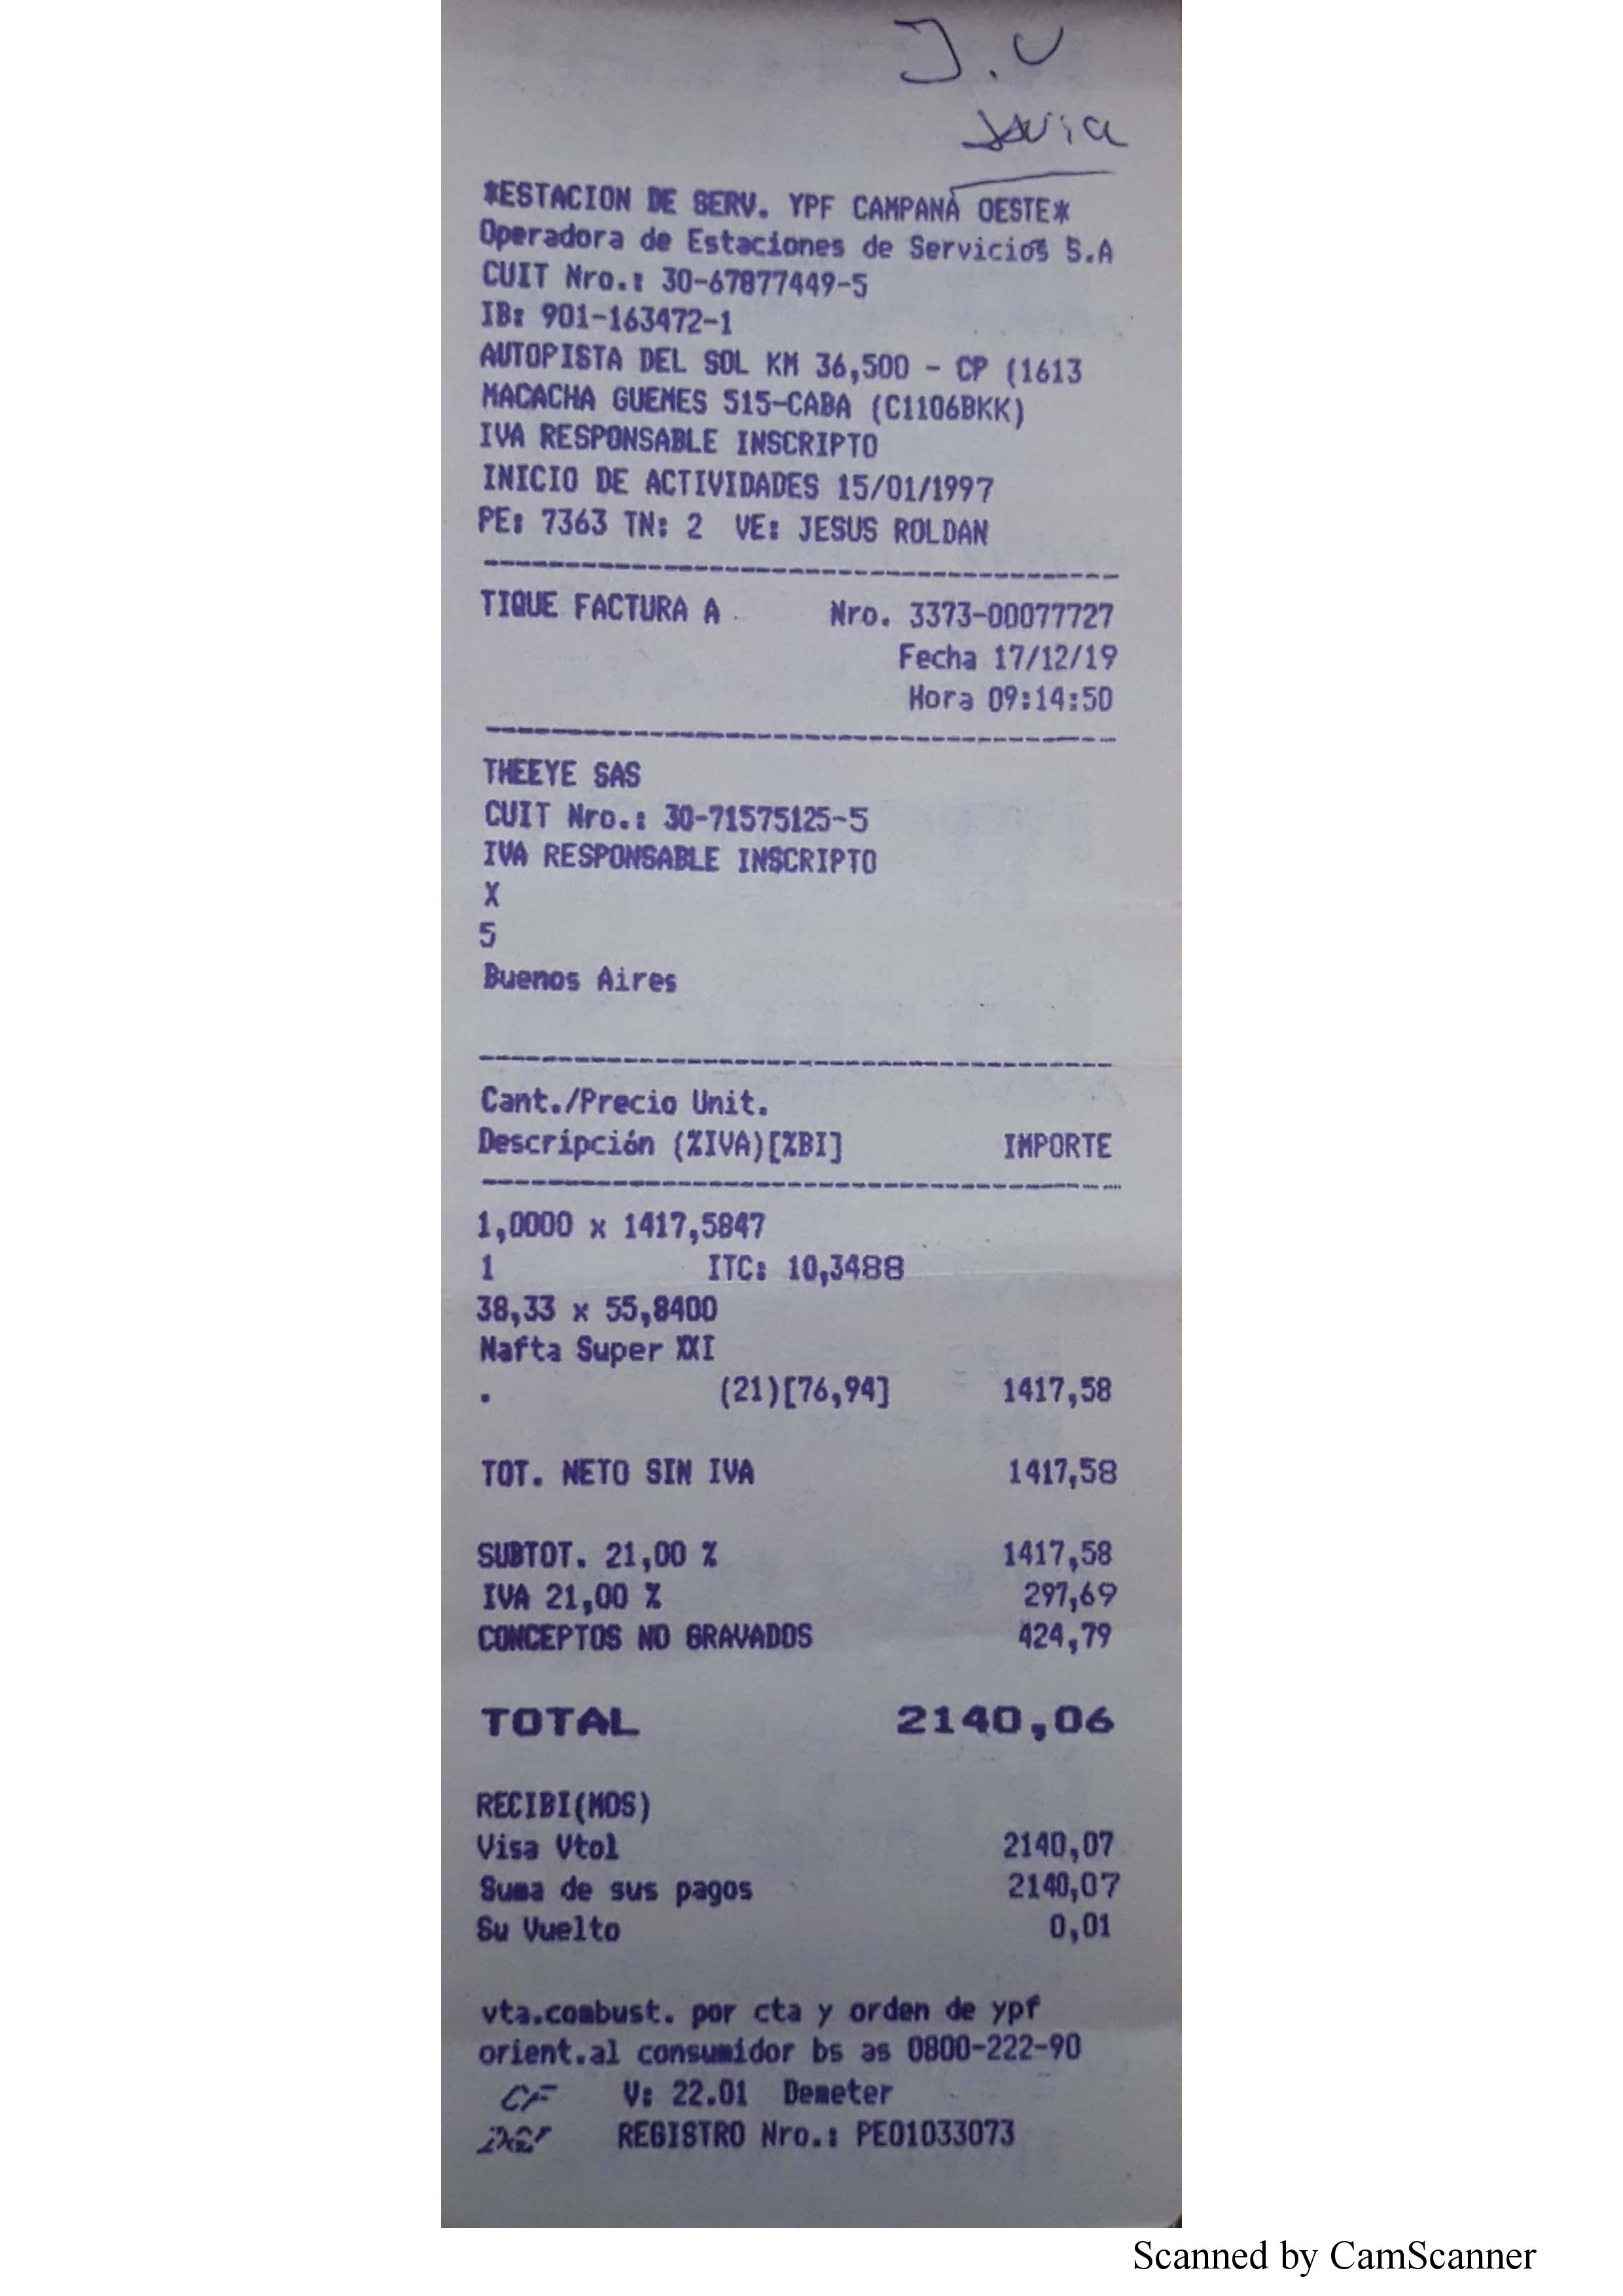 J.V
*ESTACION DE SERV. YPF CAMPANA OESTE*
Operadora de Estaciones de Servicios S.A
CUIT Nro.: 30-67877449-5
IB: 901-163472-1
AUTOPISTA DEL SOL KM 36,500 - CP (1613
MACACHA GUEMES 515-CABA (C1106BKK)
IVA RESPONSABLE INSCRIPTO
INICIO DE ACTIVIDADES 15/01/1997
PE: 7363 TN: 2 VE: JESUS ROLDAN
TIQUE FACTURA A Nro. 3373-00077727
Fecha 17/12/19
Hora 09:14:50
THEEYE SAS
CUIT Nro.: 30-71575125-5
IVA RESPONSABLE INSCRIPTO
X
5
Buenos Aires
Cant./Precio Unit.
Descripción (%IVA)[%BI] IMPORTE
1,0000 x 1417,5847
1 ITC: 10,3488
38,33 x 55,8400
Nafta Super XXI
. (21)[76,94] 1417,58
TOT. NETO SIN IVA 1417,58
SUBTOT. 21,00 % 1417,58
IVA 21,00 % 297,69
CONCEPTOS NO GRAVADOS 424,79
TOTAL 2140,06
RECIBI(MOS)
Visa Vtol 2140,07
Suma de sus pagos 2140,07
Su Vuelto 0,01
vta.combust. por cta y orden de ypf
orient.al consumidor bs as 0800-222-90
CF V: 22.01 Demeter
REGISTRO Nro.: PEO1033073
Scanned by CamScanner